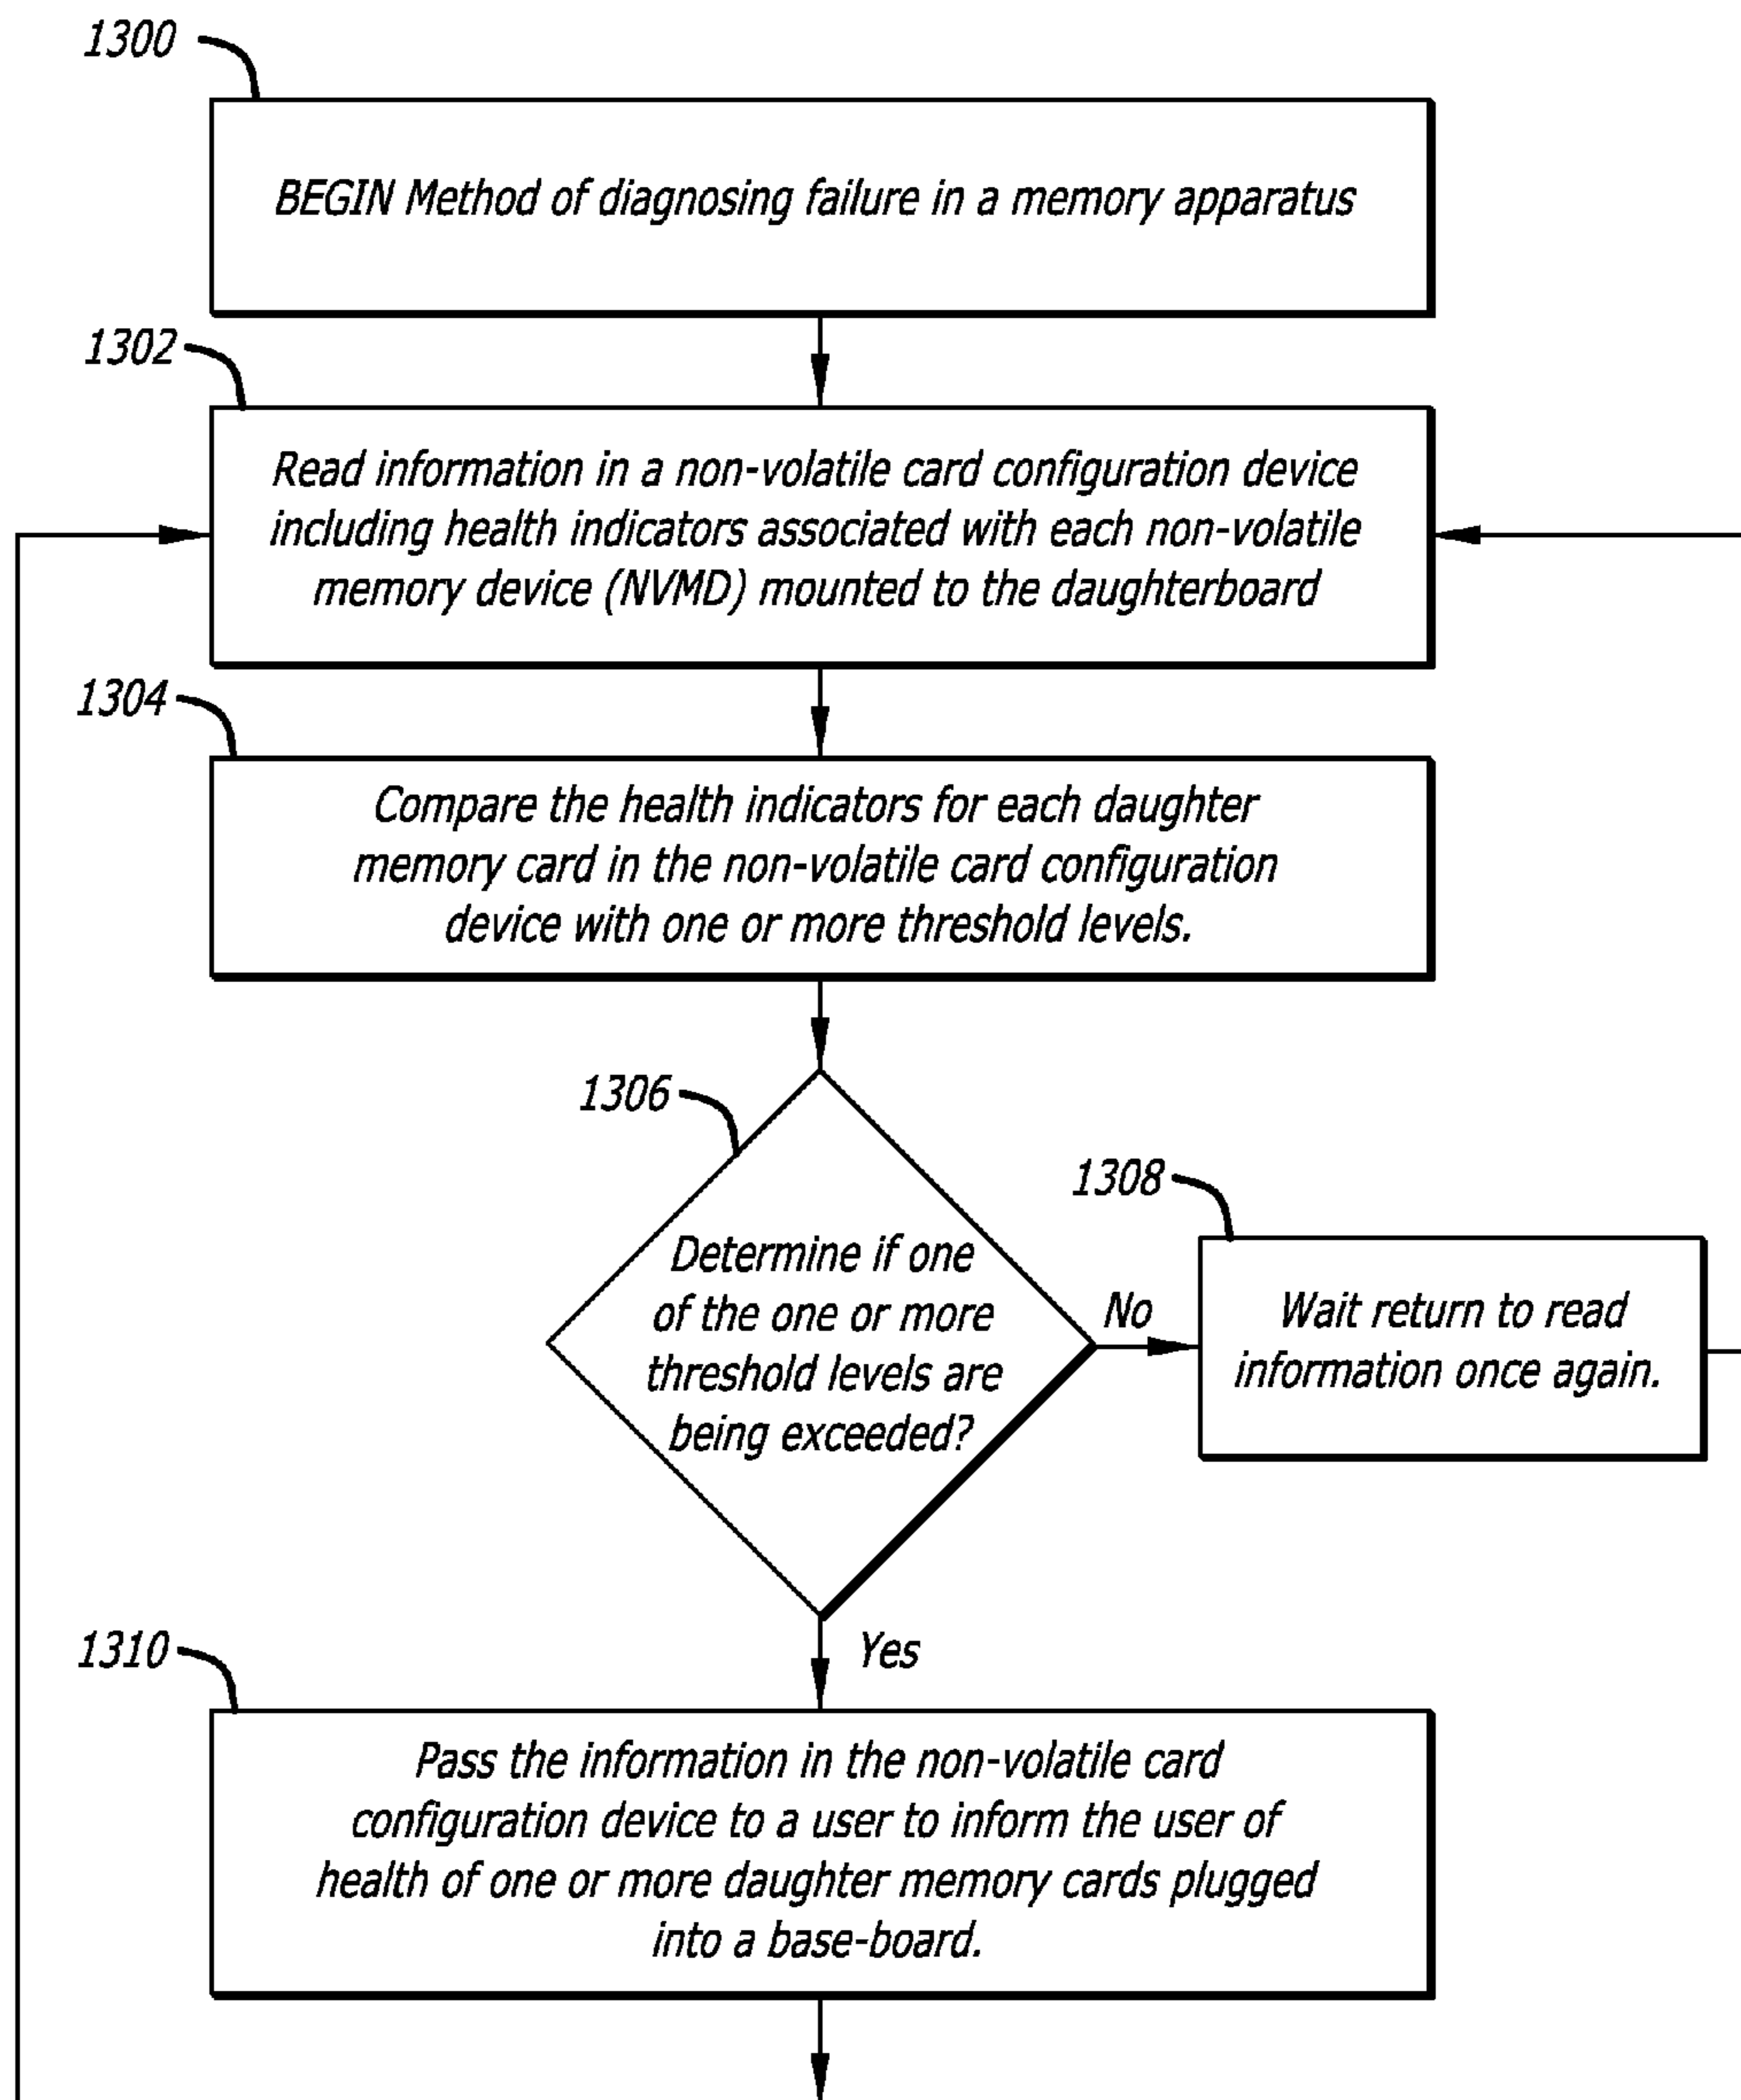 1300
BEGIN Method of diagnosing failure in a memory apparatus
1302
Read information in a non-volatile card configuration device
including health indicators associated with each non-volatile
memory device (NVMD) mounted to the daughterboard
1304
Compare the health indicators for each daughter
memory card in the non-volatile card configuration
device with one or more threshold levels.
1306
Determine if one
of the one or more
threshold levels are
being exceeded?
No
1308
Wait return to read
information once again.
Yes
1310
Pass the information in the non-volatile card
configuration device to a user to inform the user of
health of one or more daughter memory cards plugged
into a base-board.